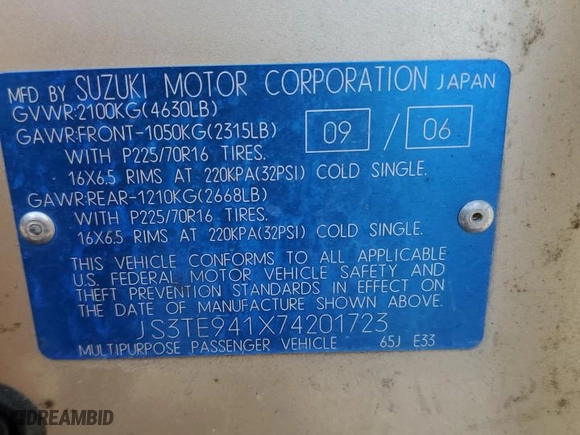 MFD BY SUZUKI MOTOR CORPORATION JAPAN
GVWR:2100KG(4630LB)
GAWR:FRONT-1050KG(2315LB) 09 / 06
WITH P225/70R16 TIRES.
16X6.5 RIMS AT 220KPA(32PSI) COLD SINGLE.
GAWR:REAR-1210KG(2668LB)
WITH P225/70R16 TIRES.
16X6.5 RIMS AT 220KPA(32PSI) COLD SINGLE.
THIS VEHICLE CONFORMS TO ALL APPLICABLE
U.S. FEDERAL MOTOR VEHICLE SAFETY AND
THEFT PREVENTION STANDARDS IN EFFECT ON
THE DATE OF MANUFACTURE SHOWN ABOVE.
JS3TE941X74201723
MULTIPURPOSE PASSENGER VEHICLE 65J E33
DREAMBID